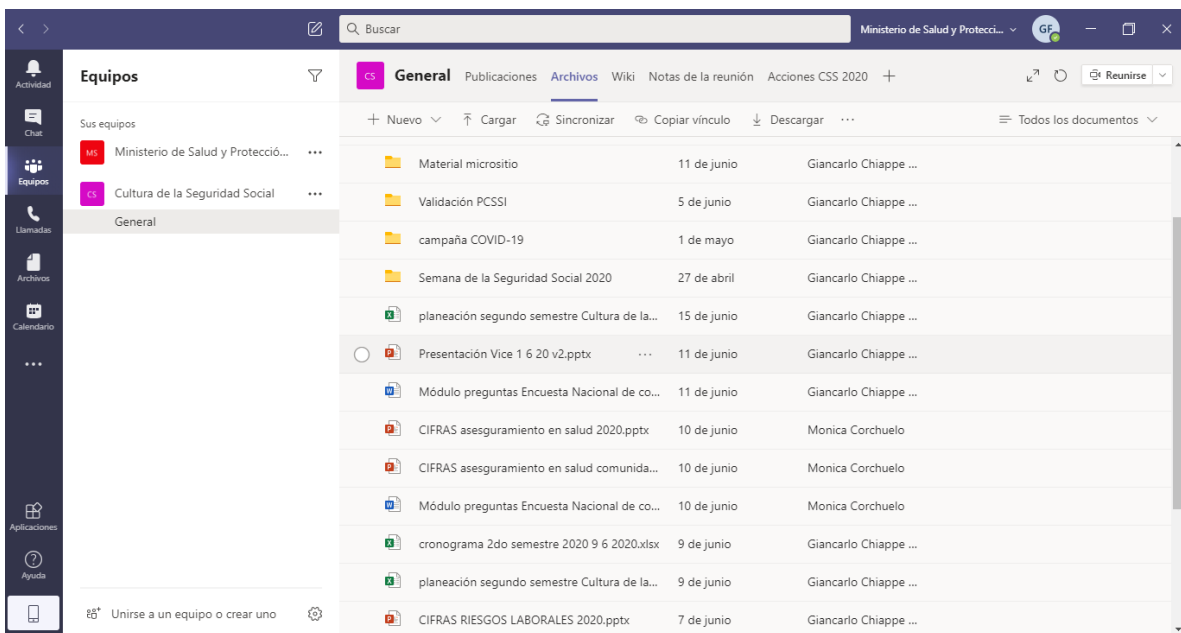 Buscar
Ministerio de Salud y Protecci...
GF
Actividad
Chat
Equipos
Llamadas
Archivos
Calendario
Aplicaciones
Ayuda
Equipos
Sus equipos
MS Ministerio de Salud y Protecció...
CS Cultura de la Seguridad Social
General
Unirse a un equipo o crear uno
CS General Publicaciones Archivos Wiki Notas de la reunión Acciones CSS 2020
Reunirse
Nuevo Cargar Sincronizar Copiar vínculo Descargar ... Todos los documentos
Material micrositio 11 de junio Giancarlo Chiappe ...
Validación PCSSI 5 de junio Giancarlo Chiappe ...
campaña COVID-19 1 de mayo Giancarlo Chiappe ...
Semana de la Seguridad Social 2020 27 de abril Giancarlo Chiappe ...
planeación segundo semestre Cultura de la... 15 de junio Giancarlo Chiappe ...
Presentación Vice 1 6 20 v2.pptx ... 11 de junio Giancarlo Chiappe ...
Módulo preguntas Encuesta Nacional de co... 11 de junio Giancarlo Chiappe ...
CIFRAS asesguramiento en salud 2020.pptx 10 de junio Monica Corchuelo
CIFRAS asesguramiento en salud comunida... 10 de junio Monica Corchuelo
Módulo preguntas Encuesta Nacional de co... 10 de junio Monica Corchuelo
cronograma 2do semestre 2020 9 6 2020.xlsx 9 de junio Giancarlo Chiappe ...
planeación segundo semestre Cultura de la... 9 de junio Giancarlo Chiappe ...
CIFRAS RIESGOS LABORALES 2020.pptx 7 de junio Giancarlo Chiappe ...